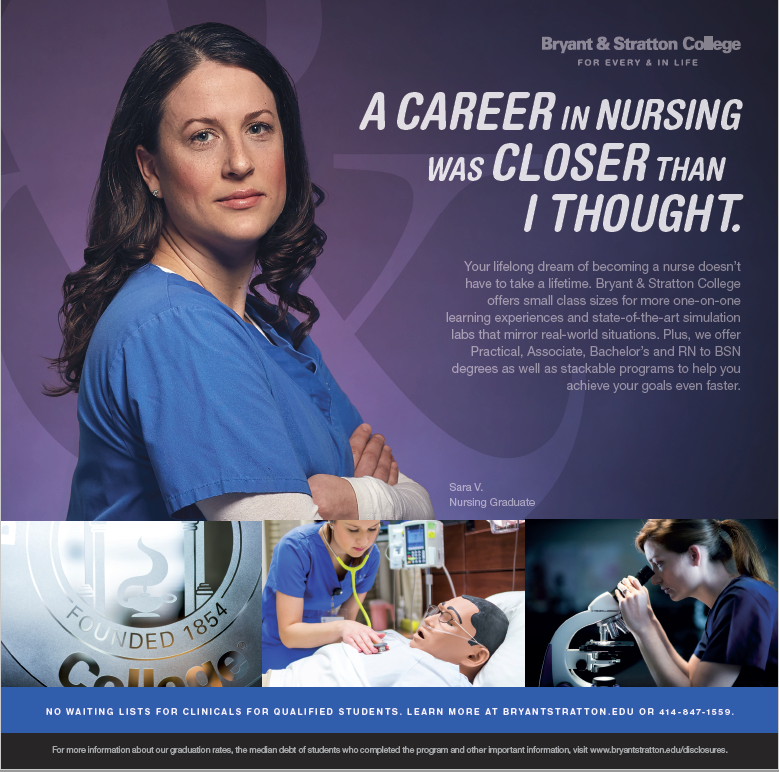 Bryant & Stratton College
FOR EVERY & IN LIFE
A CAREER IN NURSING
WAS CLOSER THAN
I THOUGHT.
Your lifelong dream of becoming a nurse doesn't
have to take a lifetime. Bryant & Stratton College
offers small class sizes for more one-on-one
learning experiences and state-of-the-art simulation
labs that mirror real-world situations. Plus, we offer
Practical, Associate, Bachelor's and RN to BSN
degrees as well as stackable programs to help you
achieve your goals even faster.
Sara V.
Nursing Graduate
FOUNDED 1854
College
NO WAITING LISTS FOR CLINICALS FOR QUALIFIED STUDENTS. LEARN MORE AT BRYANTSTRATTON.EDU OR 414-847-1559.
For more information about our graduation rates, the median debt of students who completed the program and other important information, visit www.bryantstratton.edu/disclosures.